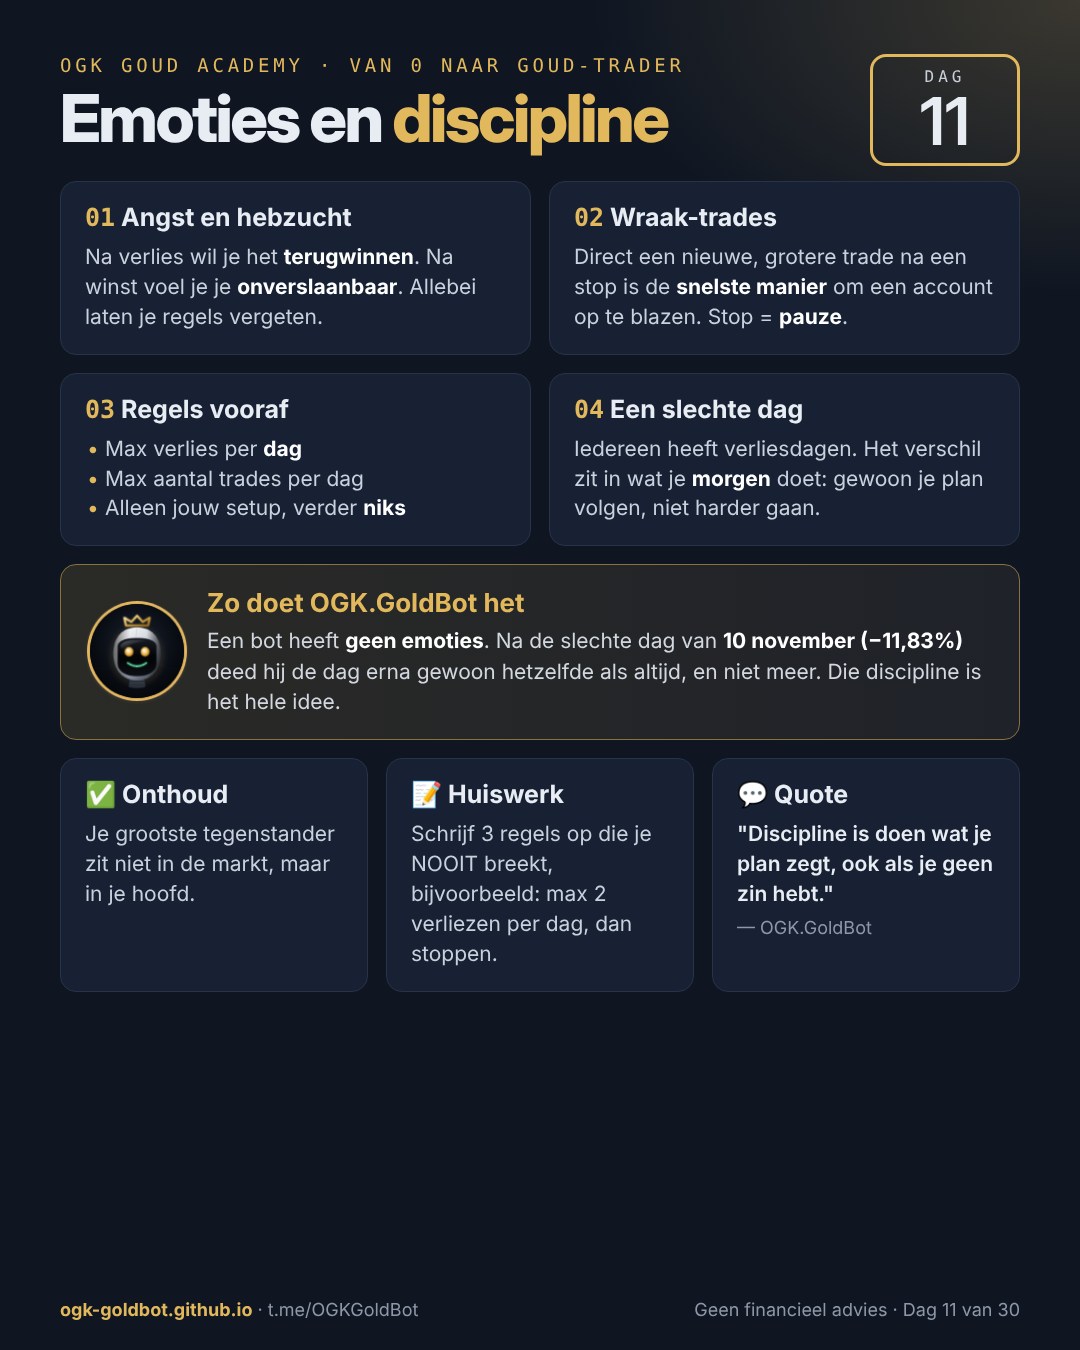 OGK GOUD ACADEMY · VAN 0 NAAR GOUD-TRADER
Emoties en discipline
DAG
11
01 Angst en hebzucht
Na verlies wil je het terugwinnen. Na
winst voel je je onverslaanbaar. Allebei
laten je regels vergeten.
02 Wraak-trades
Direct een nieuwe, grotere trade na een
stop is de snelste manier om een account
op te blazen. Stop = pauze.
03 Regels vooraf
• Max verlies per dag
• Max aantal trades per dag
• Alleen jouw setup, verder niks
04 Een slechte dag
Iedereen heeft verliesdagen. Het verschil
zit in wat je morgen doet: gewoon je plan
volgen, niet harder gaan.
Zo doet OGK.GoldBot het
Een bot heeft geen emoties. Na de slechte dag van 10 november (−11,83%)
deed hij de dag erna gewoon hetzelfde als altijd, en niet meer. Die discipline is
het hele idee.
✅ Onthoud
Je grootste tegenstander
zit niet in de markt, maar
in je hoofd.
📝 Huiswerk
Schrijf 3 regels op die je
NOOIT breekt,
bijvoorbeeld: max 2
verliezen per dag, dan
stoppen.
💬 Quote
"Discipline is doen wat je
plan zegt, ook als je geen
zin hebt."
— OGK.GoldBot
ogk-goldbot.github.io · t.me/OGKGoldBot
Geen financieel advies · Dag 11 van 30